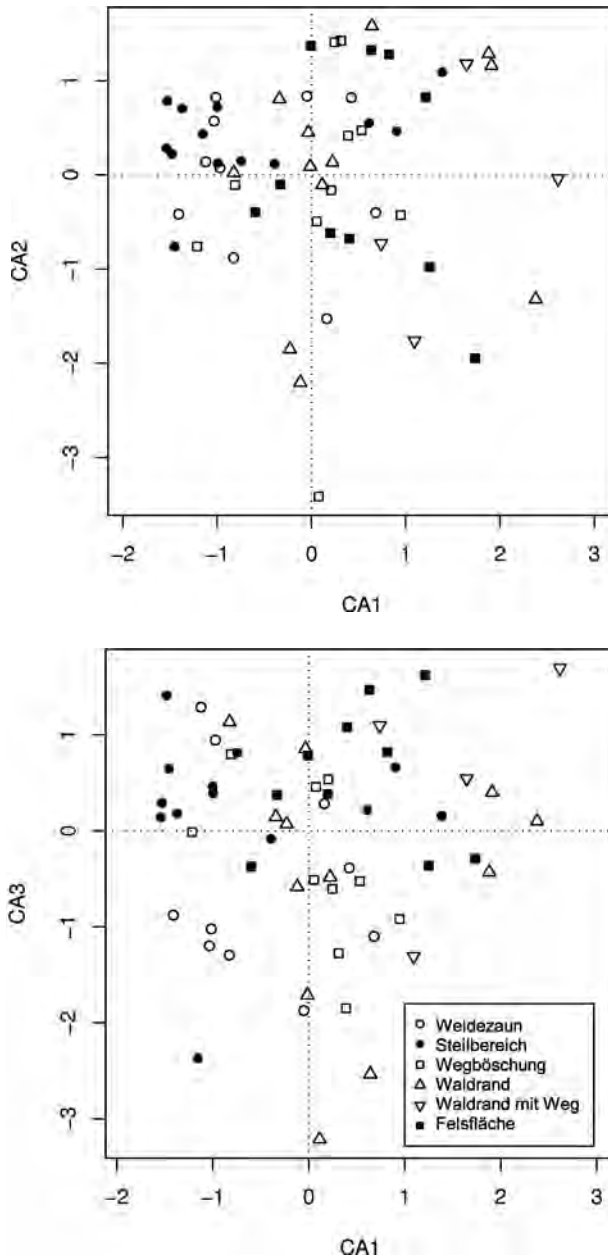 1
0
−1
−2
−3
CA2
−2
−1
0
1
2
3
CA1
1
0
−1
−2
−3
CA3
Weidezaun
Steilbereich
Wegböschung
Waldrand
Waldrand mit Weg
Felsfläche
−2
−1
0
1
2
3
CA1